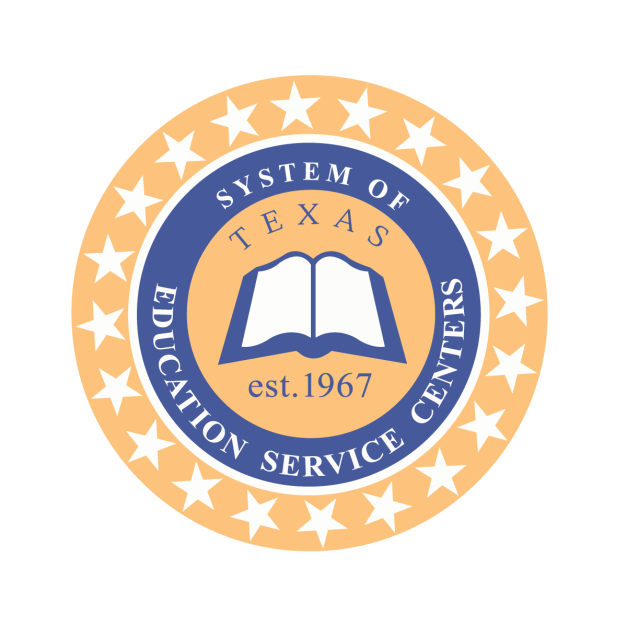 SYSTEM OF
TEXAS
EDUCATION SERVICE CENTERS
est. 1967